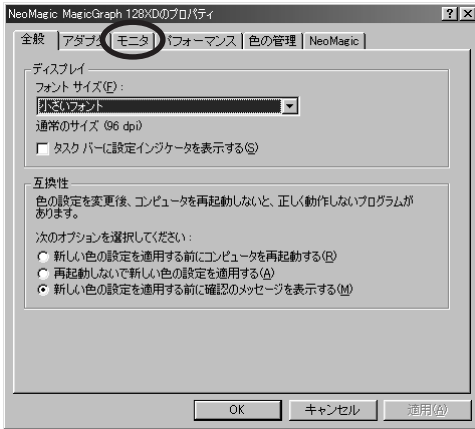 NeoMagic MagicGraph 128XDのプロパティ
全般 アダプタ モニタ パフォーマンス 色の管理 NeoMagic
ディスプレイ
フォント サイズ(F) :
小さいフォント
通常のサイズ (96 dpi)
タスク バーに設定インジケータを表示する(S)
互換性
色の設定を変更後、コンピュータを再起動しないと、正しく動作しないプログラムが
あります。
次のオプションを選択してください :
新しい色の設定を適用する前にコンピュータを再起動する(R)
再起動しないで新しい色の設定を適用する(A)
新しい色の設定を適用する前に確認のメッセージを表示する(M)
OK キャンセル 適用(A)